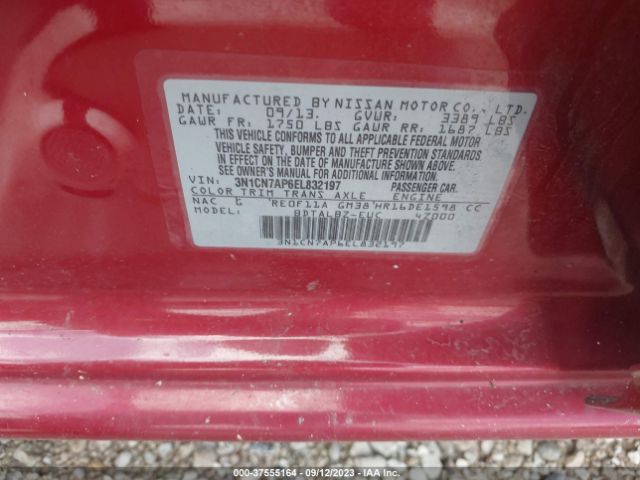 MANUFACTURED BY NISSAN MOTOR CO., LTD.
DATE: 09/13. GVWR: 3389 LBS
GAWR FR: 1750 LBS GAWR RR: 1687 LBS
THIS VEHICLE CONFORMS TO ALL APPLICABLE FEDERAL MOTOR
VEHICLE SAFETY, BUMPER AND THEFT PREVENTION STANDARDS
IN EFFECT ON THE DATE OF MANUFACTURE SHOWN ABOVE.
SEE OWNER'S MANUAL FOR ADDITIONAL INFORMATION.
VIN: 3N1CN7AP6EL832197 PASSENGER CAR.
COLOR TRIM TRANS AXLE ENGINE
NAC G RE0F11A GM38 HR16DE1598 CC
BDTALBZ-EUC 47000
3N1CN7AP6EL832197
000-37555164 - 09/12/2023 - IAA Inc.